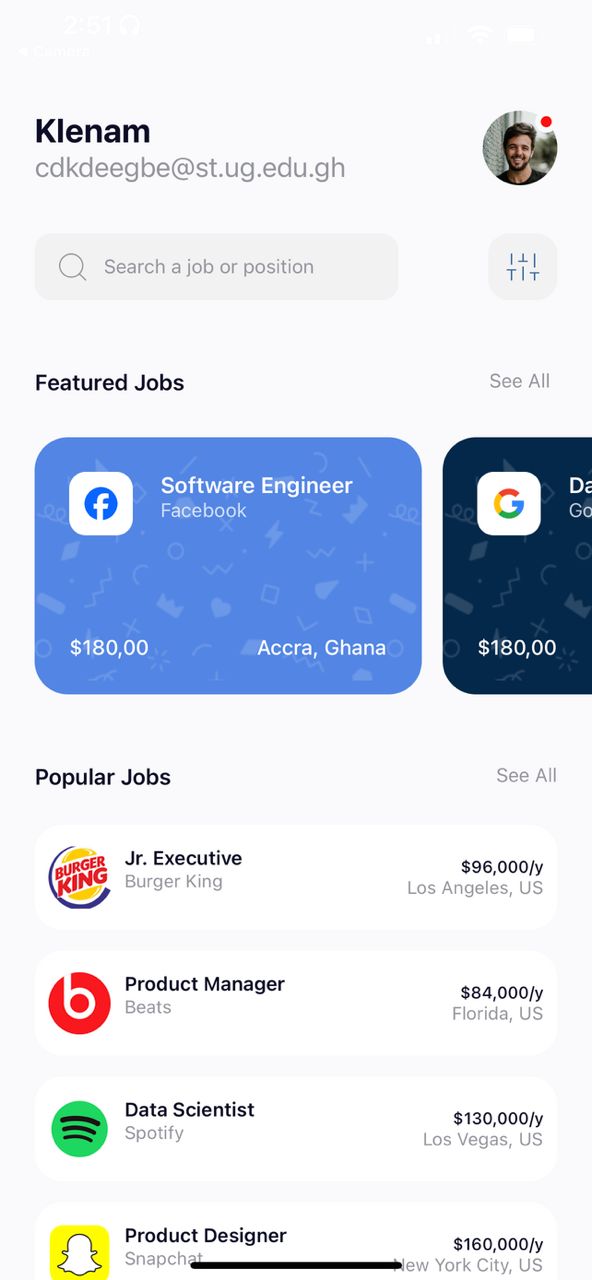 2:51
◀ Camera
Klenam
cdkdeegbe@st.ug.edu.gh
Search a job or position
Featured Jobs
See All
Software Engineer
Facebook
$180,00
Accra, Ghana
Da
Go
$180,00
Popular Jobs
See All
BURGER
KING
Jr. Executive
Burger King
$96,000/y
Los Angeles, US
Product Manager
Beats
$84,000/y
Florida, US
Data Scientist
Spotify
$130,000/y
Los Vegas, US
Product Designer
Snapchat
$160,000/y
New York City, US